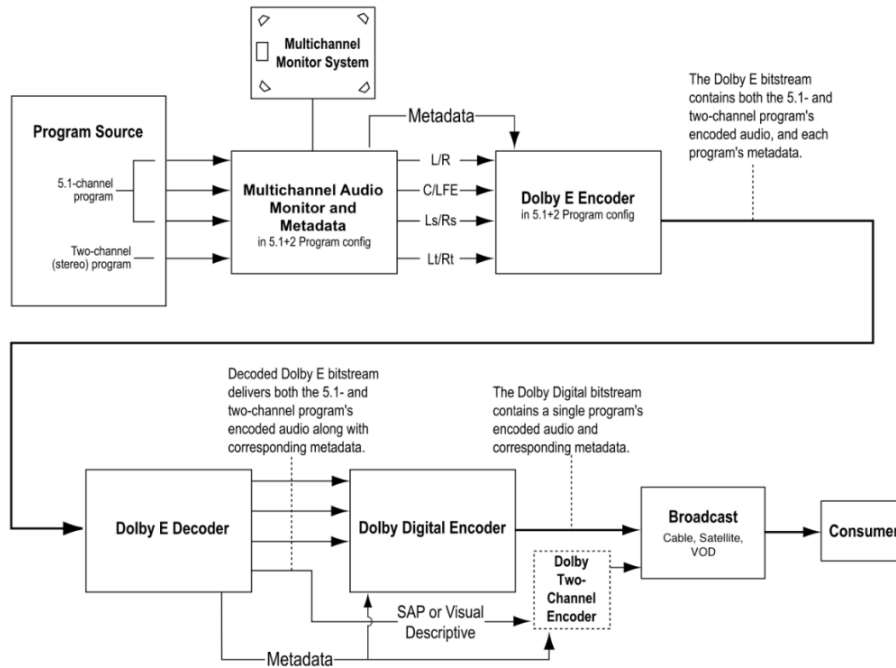 Multichannel
Monitor System
Program Source
5.1-channel
program
Two-channel
(stereo) program
Multichannel Audio
Monitor and
Metadata
in 5.1+2 Program config
Metadata
L/R
C/LFE
Ls/Rs
Lt/Rt
Dolby E Encoder
in 5.1+2 Program config
The Dolby E bitstream
contains both the 5.1- and
two-channel program's
encoded audio, and each
program's metadata.
Decoded Dolby E bitstream
delivers both the 5.1- and
two-channel program's
encoded audio along with
corresponding metadata.
The Dolby Digital bitstream
contains a single program's
encoded audio and
corresponding metadata.
Dolby E Decoder
Dolby Digital Encoder
Broadcast
Cable, Satellite,
VOD
Consumer
Dolby
Two-
Channel
Encoder
SAP or Visual
Descriptive
Metadata